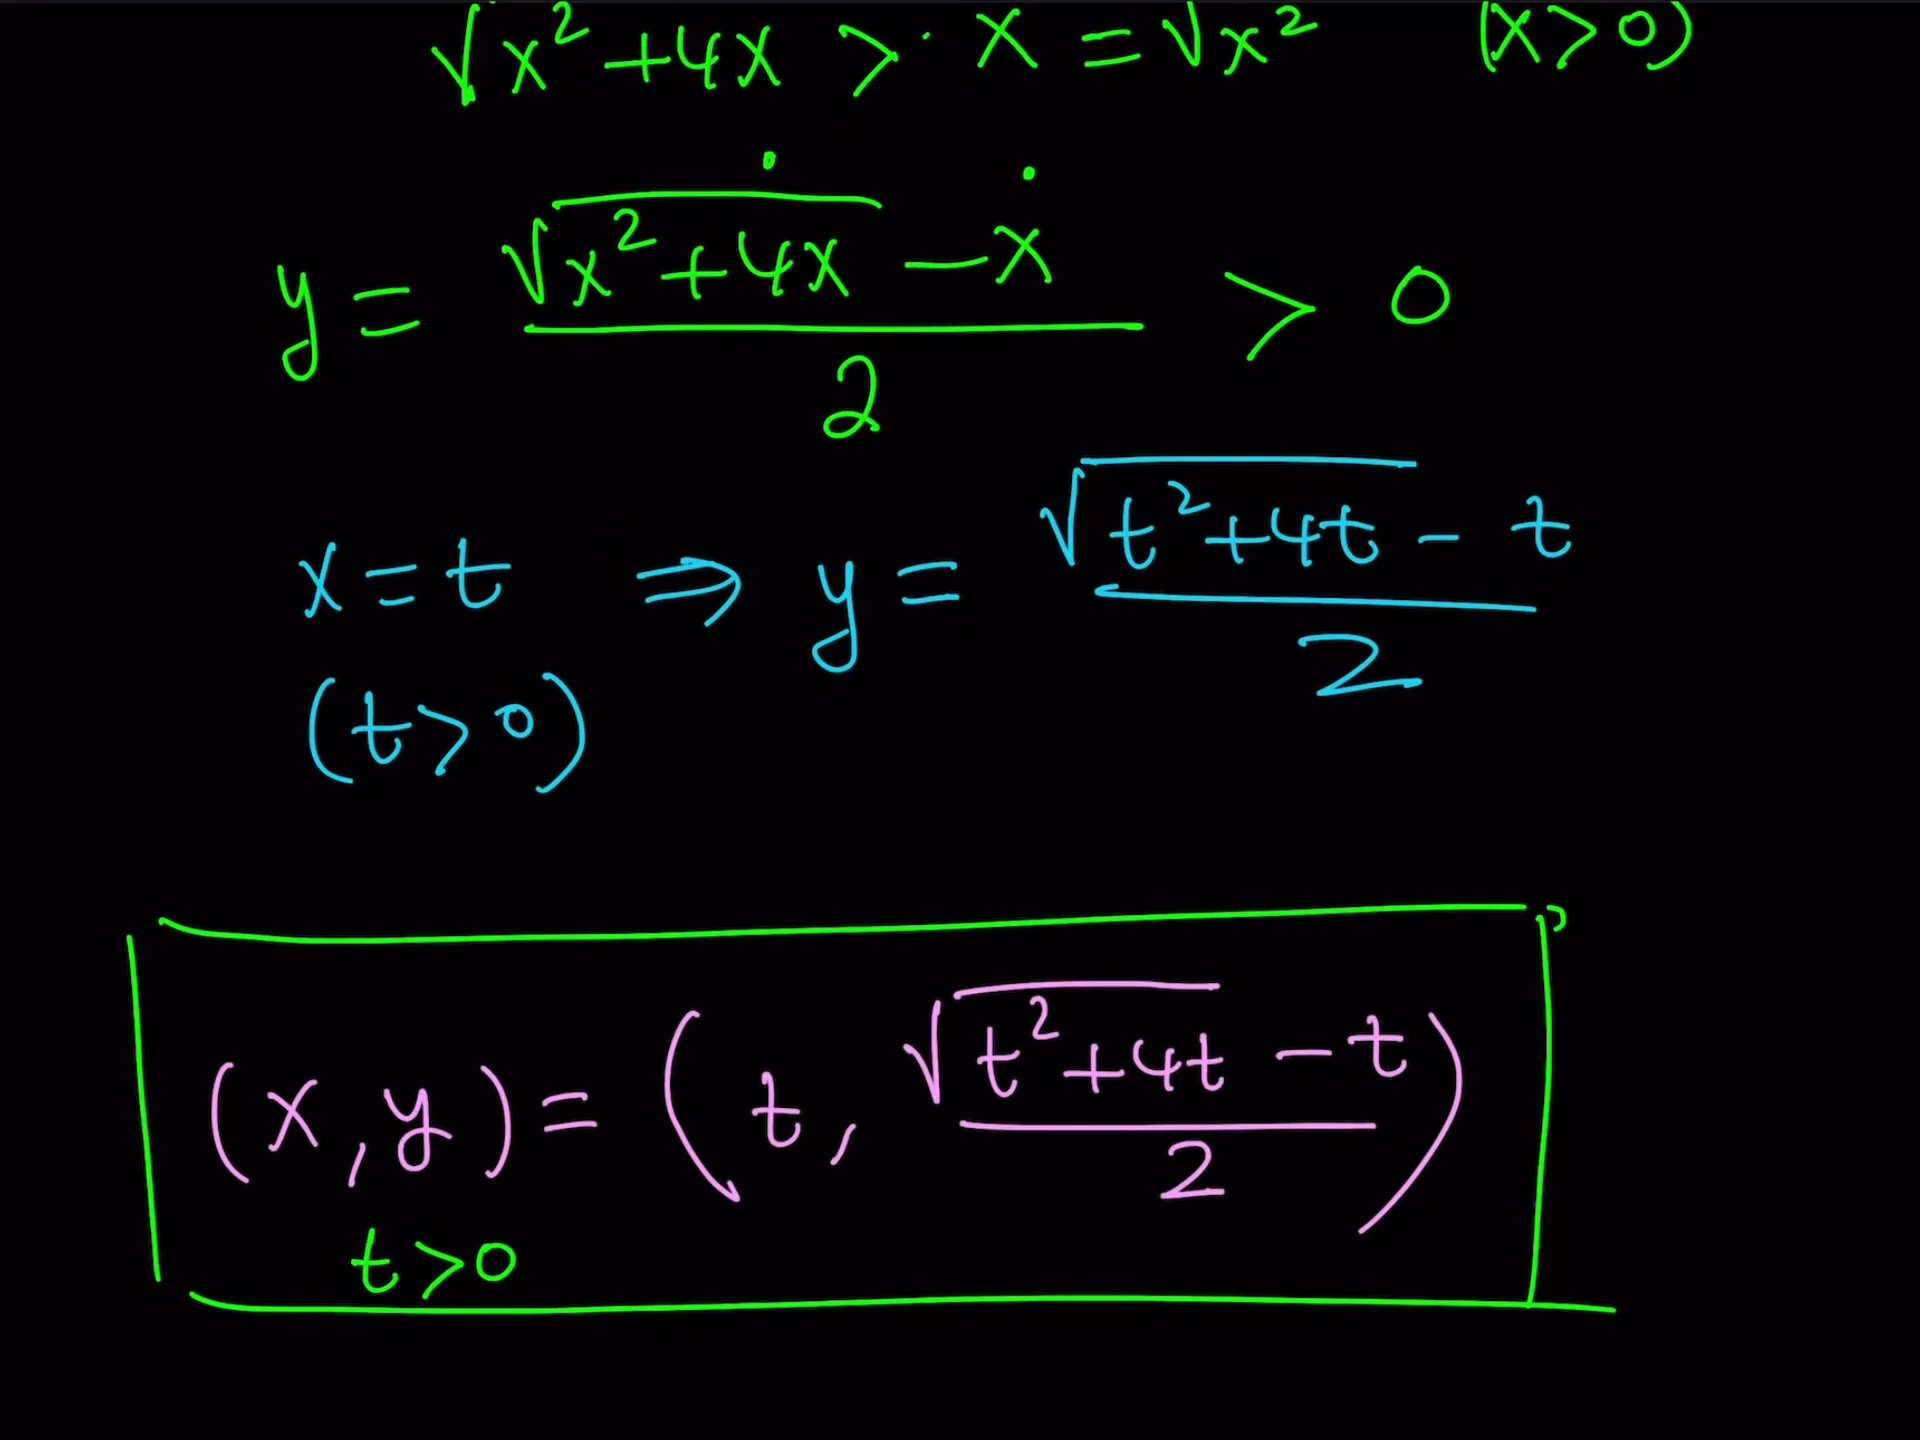 √x²+4x > x = √x² (x>0)
y = (√x²+4x − x)/2 > 0
x = t ⇒ y = (√t²+4t − t)/2
(t>0)
(x,y) = (t, (√t²+4t − t)/2)
t>0